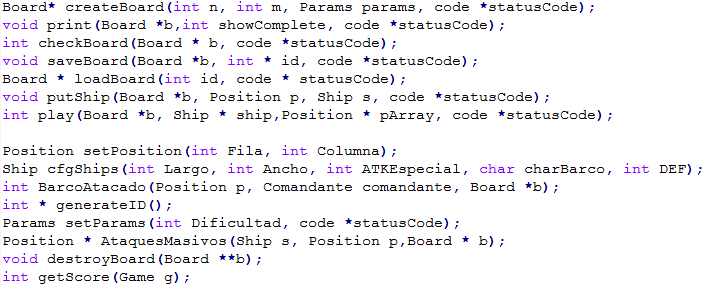 Board* createBoard(int n, int m, Params params, code *statusCode);
void print(Board *b,int showComplete, code *statusCode);
int checkBoard(Board * b, code *statusCode);
void saveBoard(Board *b, int * id, code *statusCode);
Board * loadBoard(int id, code * statusCode);
void putShip(Board *b, Position p, Ship s, code *statusCode);
int play(Board *b, Ship * ship,Position * pArray, code *statusCode);
Position setPosition(int Fila, int Columna);
Ship cfgShips(int Largo, int Ancho, int ATKEspecial, char charBarco, int DEF);
int BarcoAtacado(Position p, Comandante comandante, Board *b);
int * generateID();
Params setParams(int Dificultad, code *statusCode);
Position * AtaquesMasivos(Ship s, Position p,Board * b);
void destroyBoard(Board **b);
int getScore(Game g);